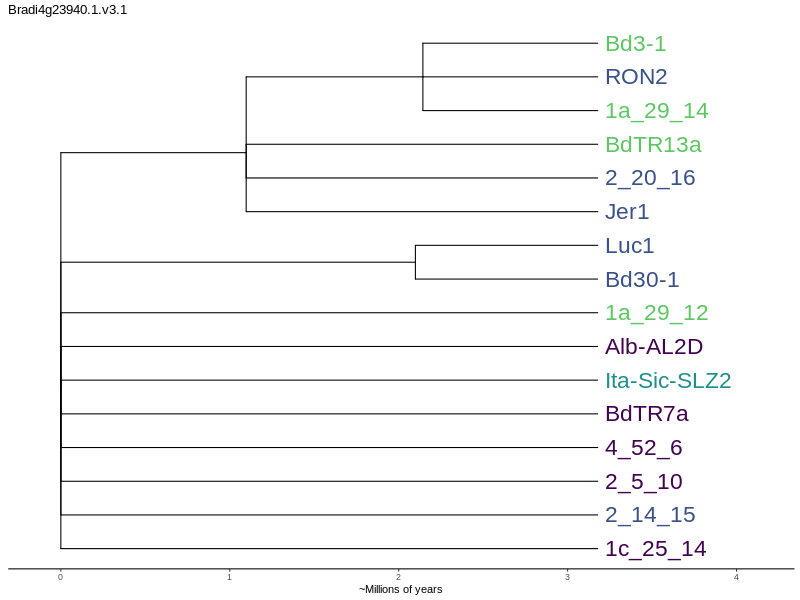 Bradi4g23940.1.v3.1
Bd3-1
RON2
1a_29_14
BdTR13a
2_20_16
Jer1
Luc1
Bd30-1
1a_29_12
Alb-AL2D
Ita-Sic-SLZ2
BdTR7a
4_52_6
2_5_10
2_14_15
1c_25_14
0 1 2 3 4
~Millions of years